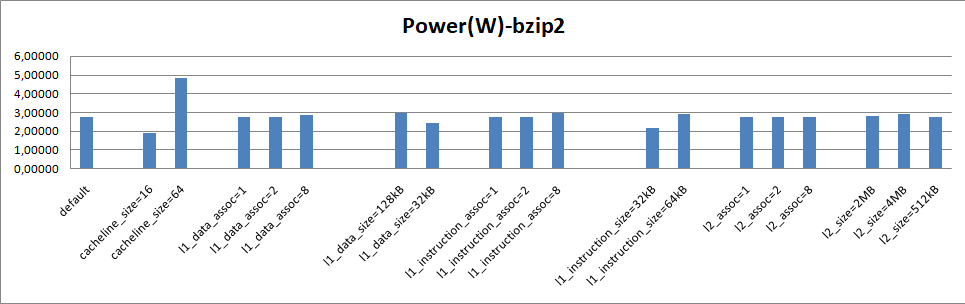 Power(W)-bzip2
6,00000
5,00000
4,00000
3,00000
2,00000
1,00000
0,00000
default
cacheline_size=16
cacheline_size=64
l1_data_assoc=1
l1_data_assoc=2
l1_data_assoc=8
l1_data_size=128kB
l1_data_size=32kB
l1_instruction_assoc=1
l1_instruction_assoc=2
l1_instruction_assoc=8
l1_instruction_size=32kB
l1_instruction_size=64kB
l2_assoc=1
l2_assoc=2
l2_assoc=8
l2_size=2MB
l2_size=4MB
l2_size=512kB